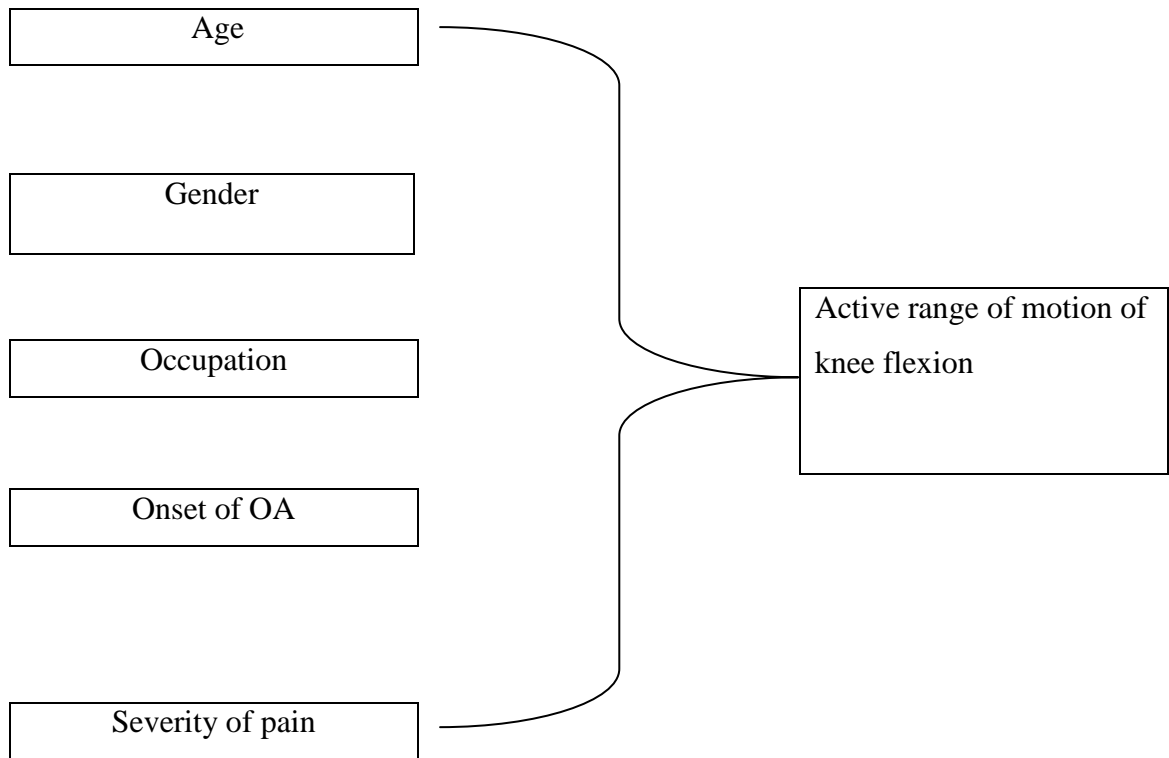 Age
Gender
Occupation
Onset of OA
Severity of pain
Active range of motion of
knee flexion